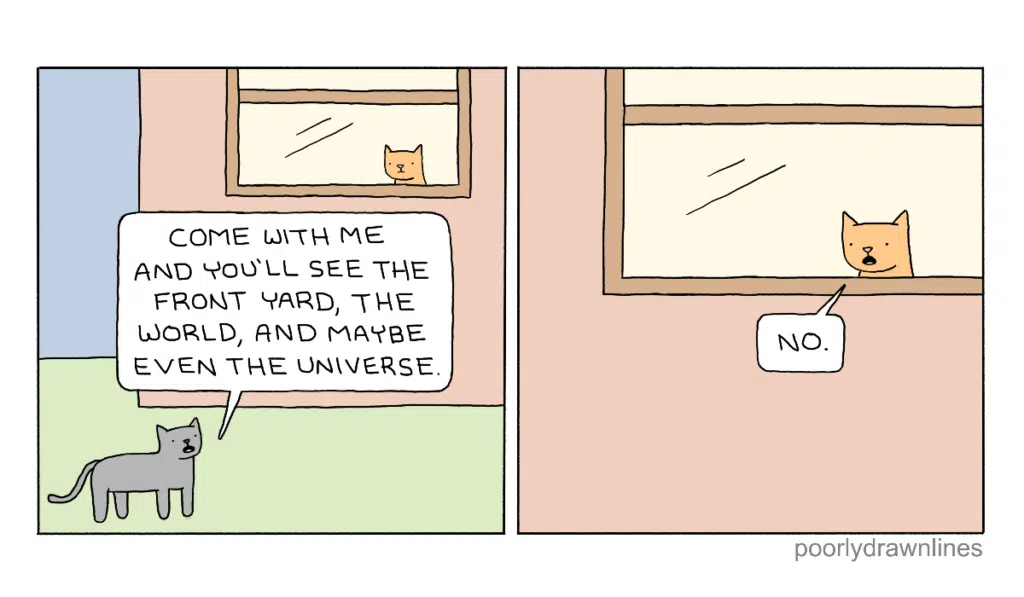 COME WITH ME
AND YOU'LL SEE THE
FRONT YARD, THE
WORLD, AND MAYBE
EVEN THE UNIVERSE.
NO.
poorlydrawnlines